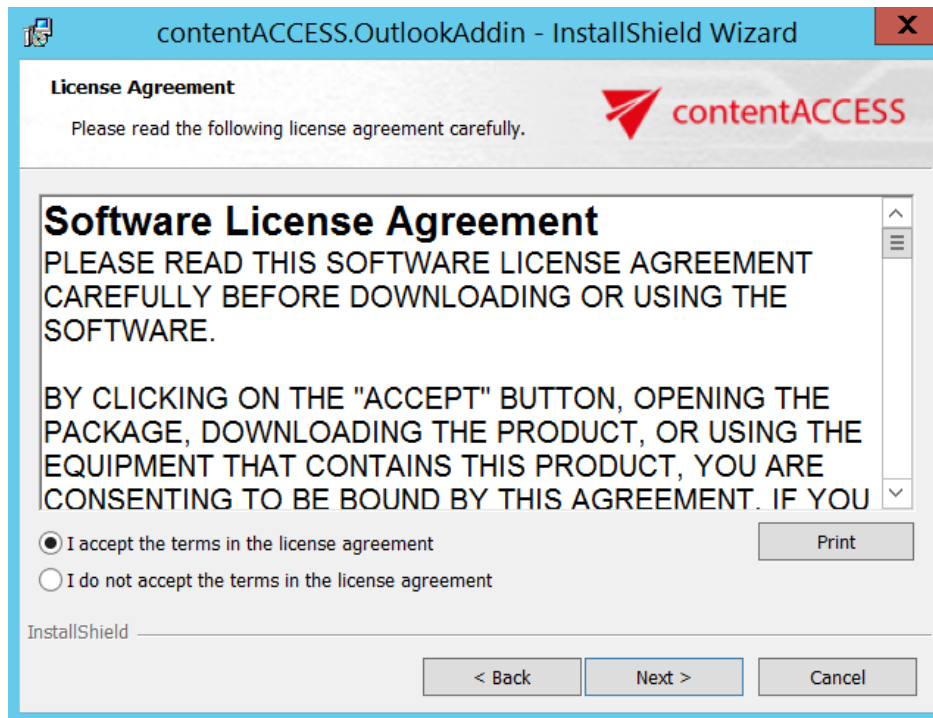 contentACCESS.OutlookAddin - InstallShield Wizard
X
License Agreement
Please read the following license agreement carefully.
contentACCESS
Software License Agreement
PLEASE READ THIS SOFTWARE LICENSE AGREEMENT
CAREFULLY BEFORE DOWNLOADING OR USING THE
SOFTWARE.
BY CLICKING ON THE "ACCEPT" BUTTON, OPENING THE
PACKAGE, DOWNLOADING THE PRODUCT, OR USING THE
EQUIPMENT THAT CONTAINS THIS PRODUCT, YOU ARE
CONSENTING TO BE BOUND BY THIS AGREEMENT. IF YOU
I accept the terms in the license agreement
Print
I do not accept the terms in the license agreement
InstallShield
< Back
Next >
Cancel